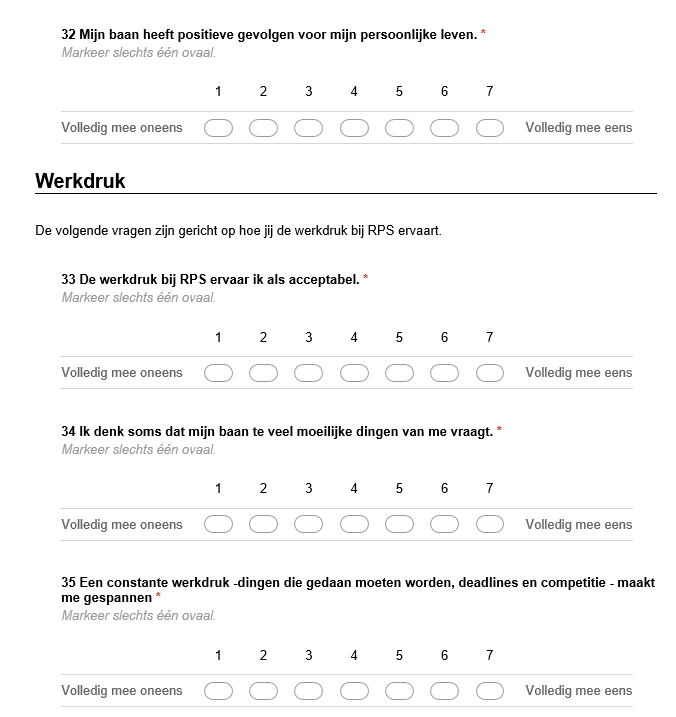 32 Mijn baan heeft positieve gevolgen voor mijn persoonlijke leven. *
Markeer slechts één ovaal.
1 2 3 4 5 6 7
Volledig mee oneens Volledig mee eens
Werkdruk
De volgende vragen zijn gericht op hoe jij de werkdruk bij RPS ervaart.
33 De werkdruk bij RPS ervaar ik als acceptabel. *
Markeer slechts één ovaal.
1 2 3 4 5 6 7
Volledig mee oneens Volledig mee eens
34 Ik denk soms dat mijn baan te veel moeilijke dingen van me vraagt. *
Markeer slechts één ovaal.
1 2 3 4 5 6 7
Volledig mee oneens Volledig mee eens
35 Een constante werkdruk -dingen die gedaan moeten worden, deadlines en competitie - maakt
me gespannen *
Markeer slechts één ovaal.
1 2 3 4 5 6 7
Volledig mee oneens Volledig mee eens